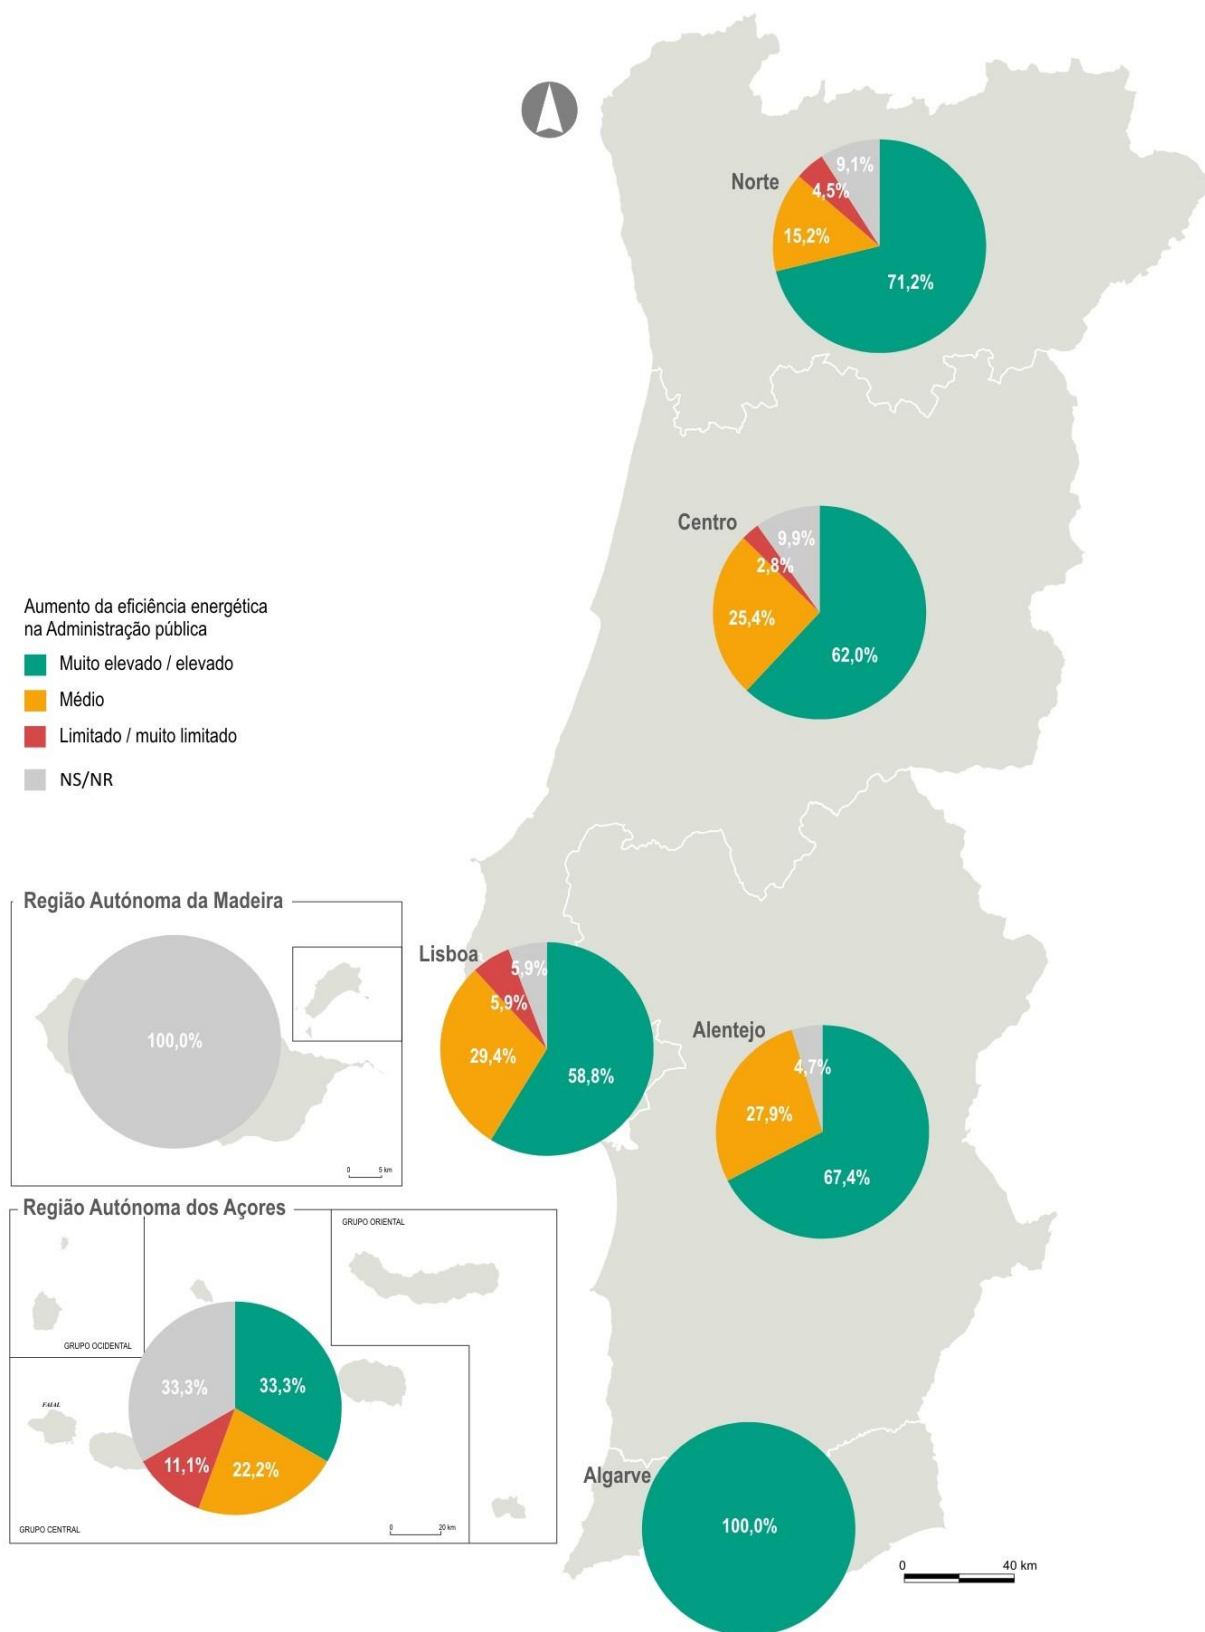 Norte
9,1%
4,5%
15,2%
71,2%
Centro
9,9%
2,8%
25,4%
62,0%
Aumento da eficiência energética
na Administração pública
Muito elevado / elevado
Médio
Limitado / muito limitado
NS/NR
Região Autónoma da Madeira
100,0%
0 5 km
Lisboa
5,9%
5,9%
29,4%
58,8%
Alentejo
4,7%
27,9%
67,4%
Região Autónoma dos Açores
GRUPO ORIENTAL
GRUPO OCIDENTAL
FAIAL
33,3%
33,3%
11,1%
22,2%
GRUPO CENTRAL
0 20 km
Algarve
100,0%
0 40 km